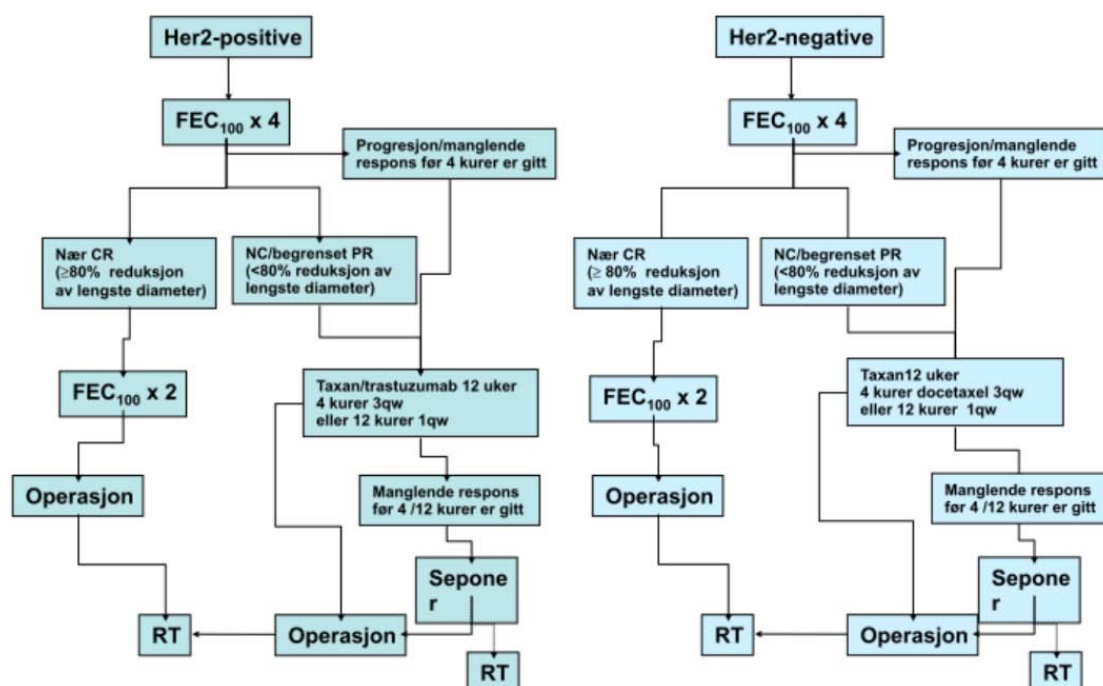 Her2-positive
FEC100 x 4
Progresjon/manglende
respons før 4 kurer er gitt
Nær CR
(≥80% reduksjon
av lengste diameter)
NC/begrenset PR
(<80% reduksjon av
lengste diameter)
FEC100 x 2
Taxan/trastuzumab 12 uker
4 kurer 3qw
eller 12 kurer 1qw
Operasjon
Manglende respons
før 4 /12 kurer er gitt
Sepone
r
RT
Operasjon
RT
Her2-negative
FEC100 x 4
Progresjon/manglende
respons før 4 kurer er gitt
Nær CR
(≥ 80% reduksjon
av lengste diameter)
NC/begrenset PR
(<80% reduksjon av
lengste diameter)
FEC100 x 2
Taxan12 uker
4 kurer docetaxel 3qw
eller 12 kurer 1qw
Operasjon
Manglende respons
før 4 /12 kurer er gitt
Sepone
r
RT
Operasjon
RT